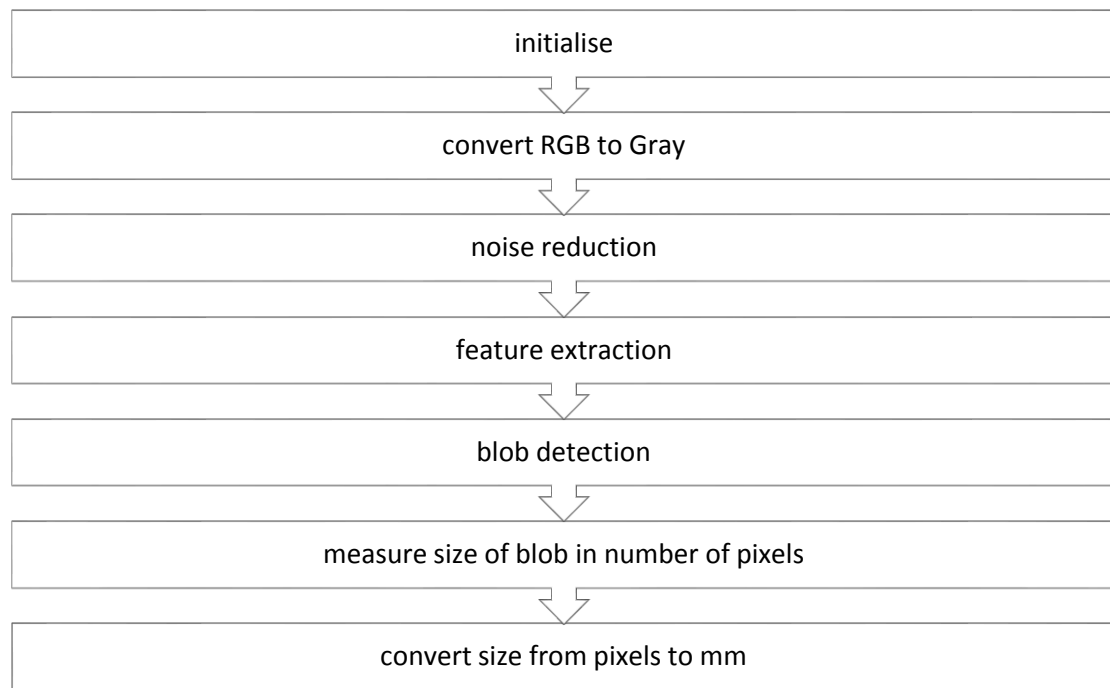 initialise
convert RGB to Gray
noise reduction
feature extraction
blob detection
measure size of blob in number of pixels
convert size from pixels to mm